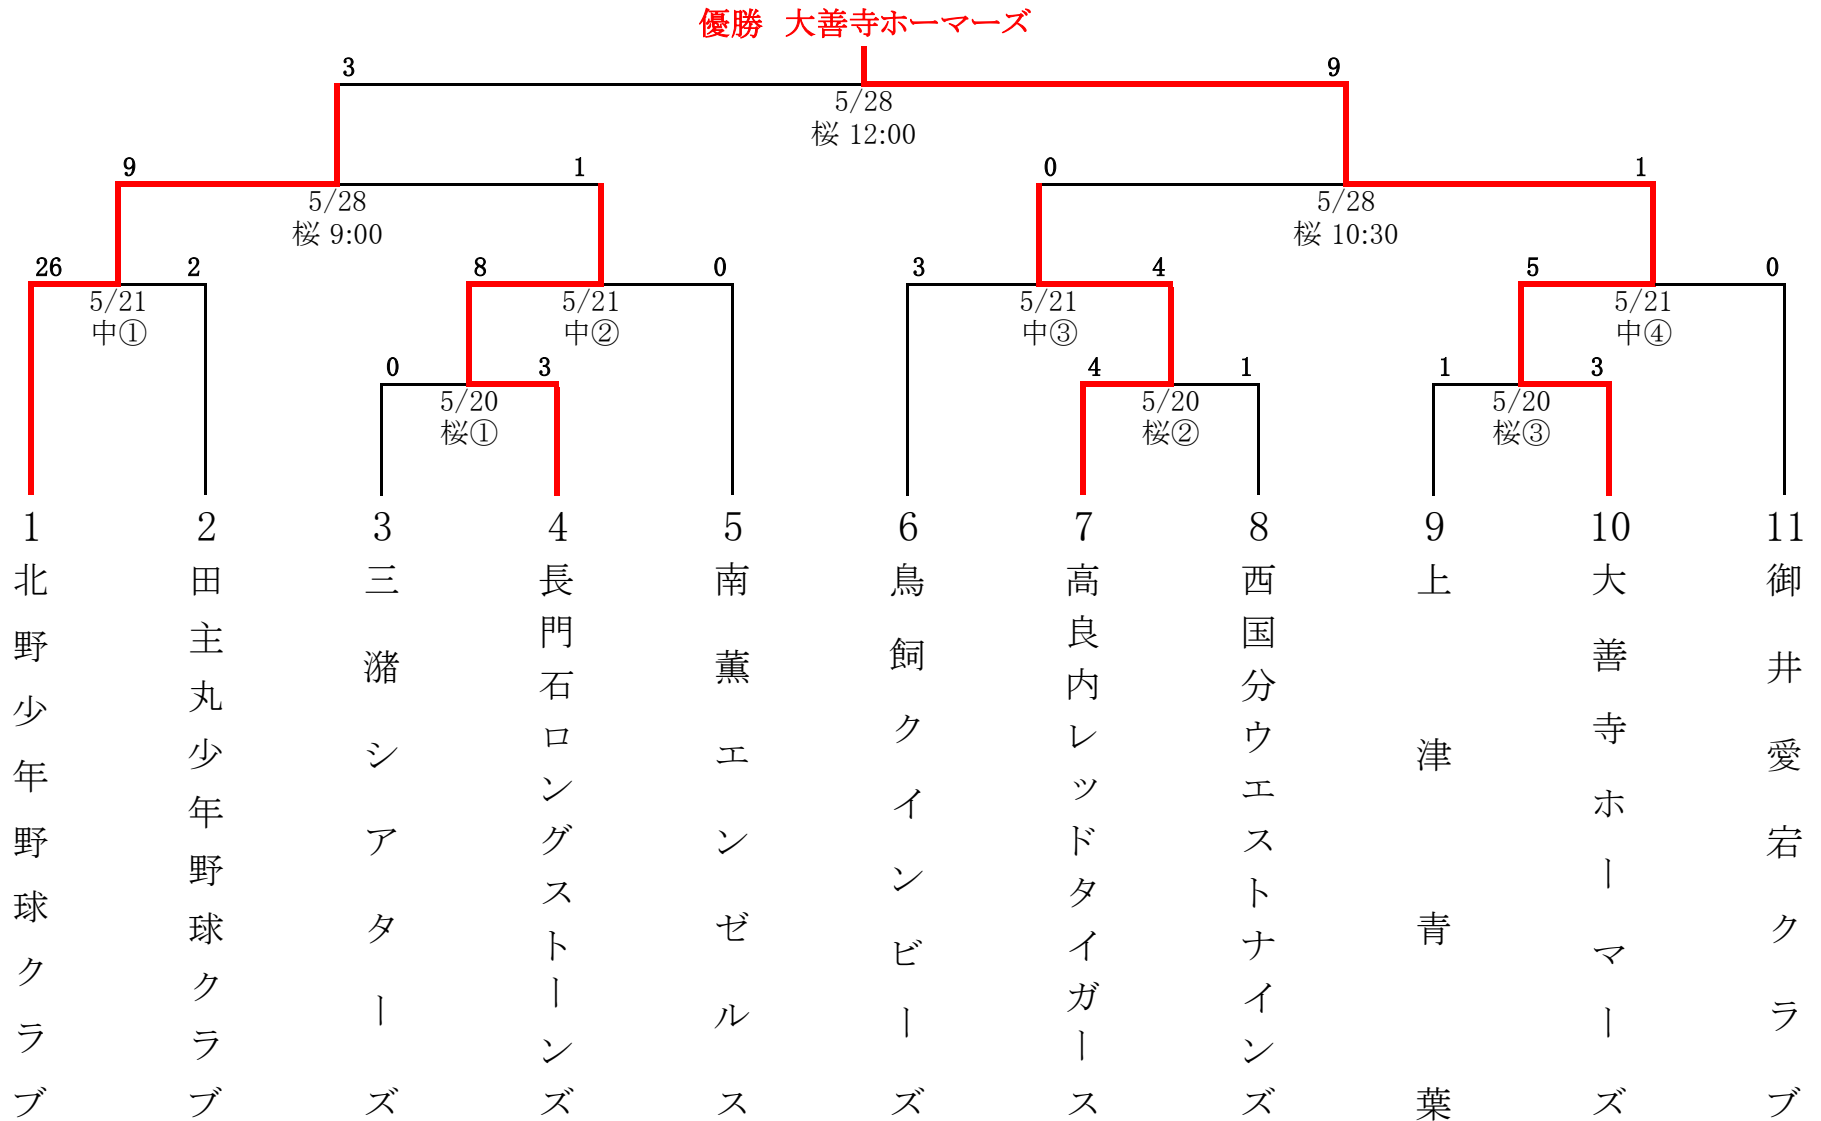 優勝　大善寺ホーマーズ
3
9
5/28
桜 12:00
9
1
0
1
5/28
桜 9:00
5/28
桜 10:30
26
2
8
0
3
4
5
0
5/21
中①
5/21
中②
5/21
中③
5/21
中④
0
3
4
1
1
3
5/20
桜①
5/20
桜②
5/20
桜③
1
北野少年野球クラブ
2
田主丸少年野球クラブ
3
三潴シアターズ
4
長門石ロングストーンズ
5
南薫エンゼルス
6
鳥飼クインビーズ
7
高良内レッドタイガース
8
西国分ウエストナインズ
9
上津青葉
10
大善寺ホーマーズ
11
御井愛宕クラブ